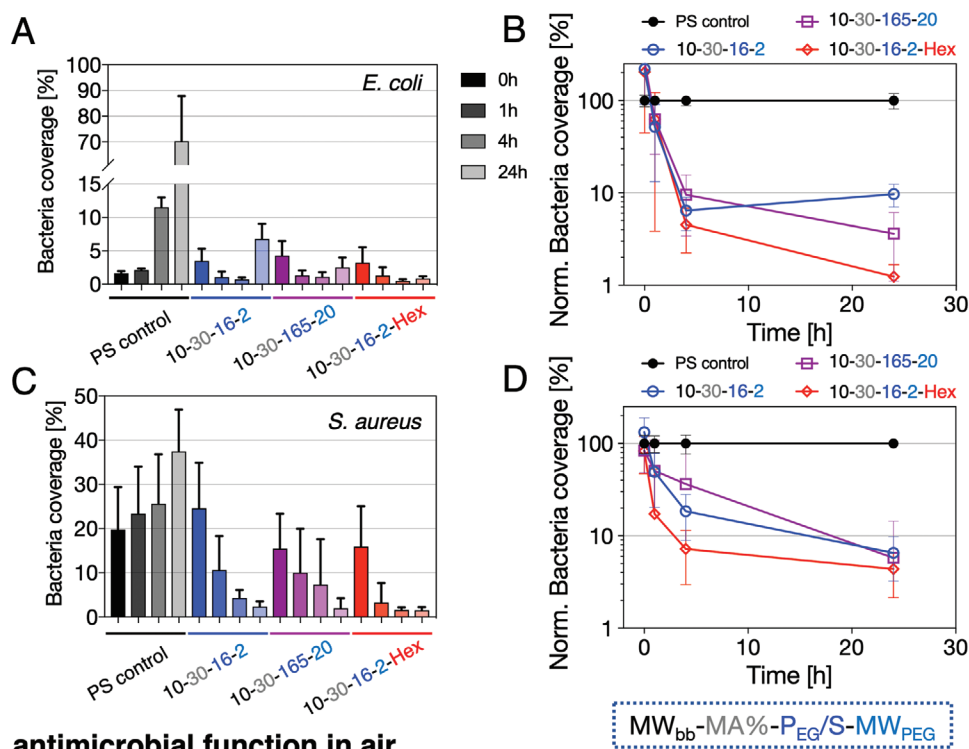 A
Bacteria coverage [%]
100
90
80
70
15
10
5
0
E. coli
0h
1h
4h
24h
PS control
10-30-16-2
10-30-165-20
10-30-16-2-Hex
B
PS control
10-30-165-20
10-30-16-2
10-30-16-2-Hex
Norm. Bacteria coverage [%]
100
10
1
0
10
20
30
Time [h]
C
Bacteria coverage [%]
50
40
30
20
10
0
S. aureus
PS control
10-30-16-2
10-30-165-20
10-30-16-2-Hex
D
PS control
10-30-165-20
10-30-16-2
10-30-16-2-Hex
Norm. Bacteria coverage [%]
100
10
1
0
10
20
30
Time [h]
MWbb-MA%-PEG/S-MWPEG
antimicrobial function in air